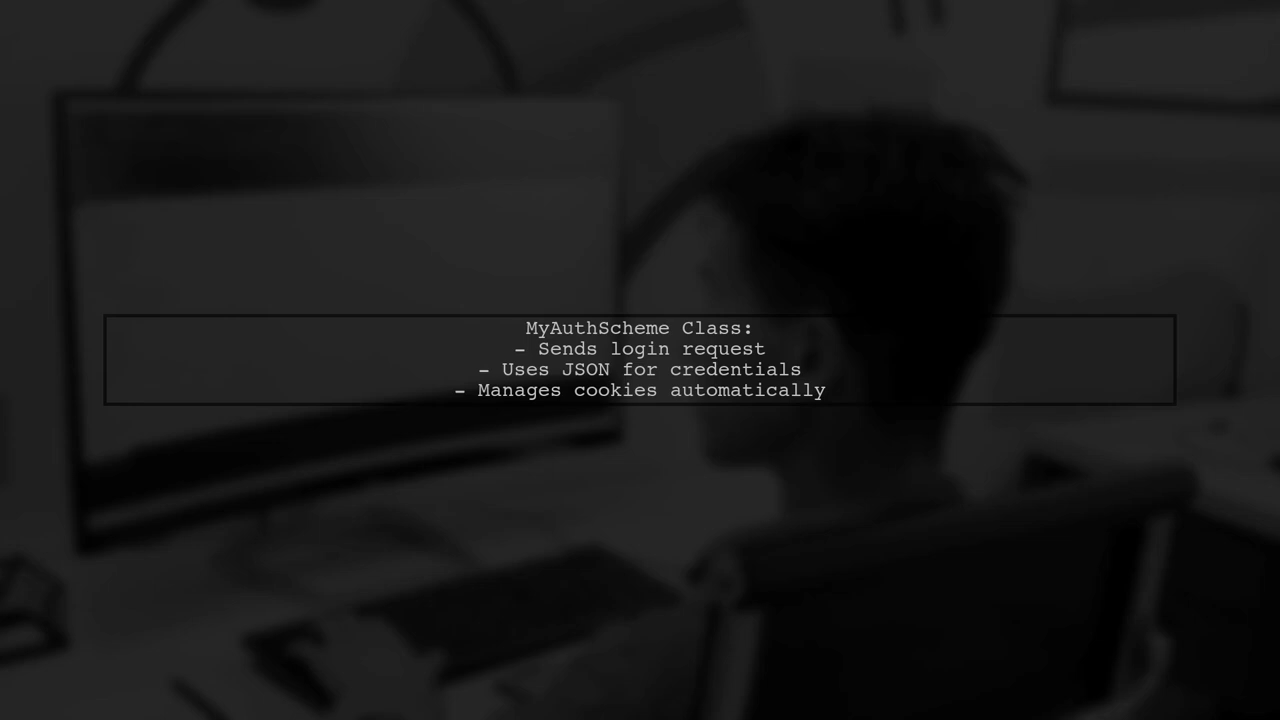 MyAuthScheme Class:
- Sends login request
- Uses JSON for credentials
- Manages cookies automatically